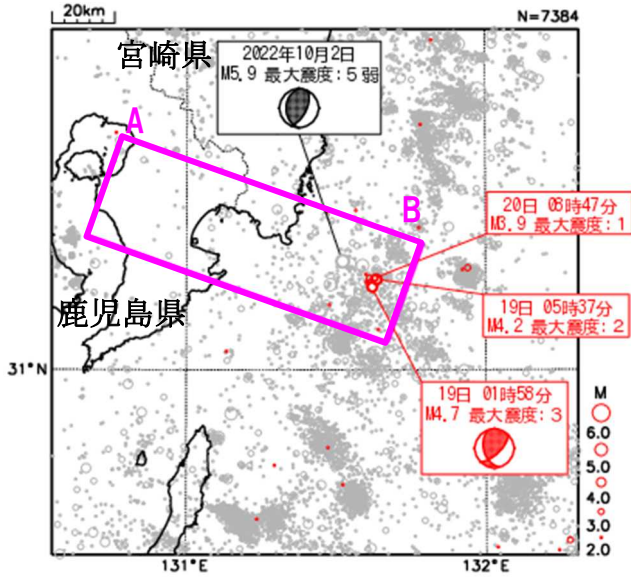 20km
N=7384
宮崎県
2022年10月2日
M5.9 最大震度:5弱
A
B
20日 08時47分
M3.9 最大震度:1
鹿児島県
19日 05時37分
M4.2 最大震度:2
31°N
19日 01時58分
M4.7 最大震度:3
M
6.0
5.0
4.0
3.0
2.0
131°E
132°E